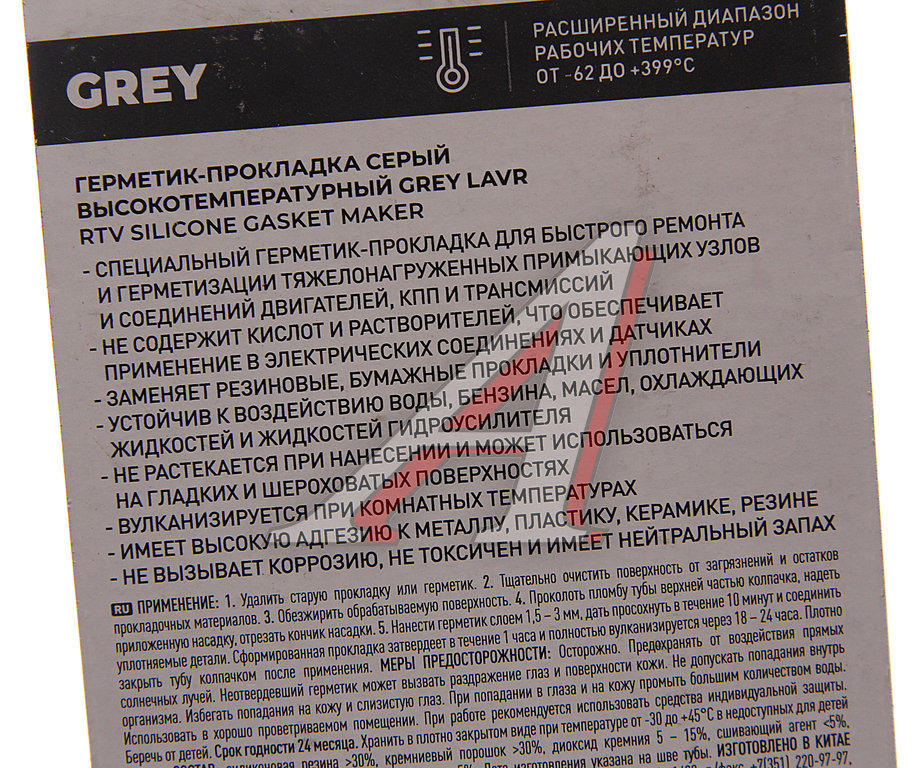 GREY
РАСШИРЕННЫЙ ДИАПАЗОН
РАБОЧИХ ТЕМПЕРАТУР
ОТ -62 ДО +399°С
ГЕРМЕТИК-ПРОКЛАДКА СЕРЫЙ
ВЫСОКОТЕМПЕРАТУРНЫЙ GREY LAVR
RTV SILICONE GASKET MAKER
- СПЕЦИАЛЬНЫЙ ГЕРМЕТИК-ПРОКЛАДКА ДЛЯ БЫСТРОГО РЕМОНТА
И ГЕРМЕТИЗАЦИИ ТЯЖЕЛОНАГРУЖЕННЫХ ПРИМЫКАЮЩИХ УЗЛОВ
И СОЕДИНЕНИЙ ДВИГАТЕЛЕЙ, КПП И ТРАНСМИССИЙ
- НЕ СОДЕРЖИТ КИСЛОТ И РАСТВОРИТЕЛЕЙ, ЧТО ОБЕСПЕЧИВАЕТ
ПРИМЕНЕНИЕ В ЭЛЕКТРИЧЕСКИХ СОЕДИНЕНИЯХ И ДАТЧИКАХ
- ЗАМЕНЯЕТ РЕЗИНОВЫЕ, БУМАЖНЫЕ ПРОКЛАДКИ И УПЛОТНИТЕЛИ
- УСТОЙЧИВ К ВОЗДЕЙСТВИЮ ВОДЫ, БЕНЗИНА, МАСЕЛ, ОХЛАЖДАЮЩИХ
ЖИДКОСТЕЙ И ЖИДКОСТЕЙ ГИДРОУСИЛИТЕЛЯ
- НЕ РАСТЕКАЕТСЯ ПРИ НАНЕСЕНИИ И МОЖЕТ ИСПОЛЬЗОВАТЬСЯ
НА ГЛАДКИХ И ШЕРОХОВАТЫХ ПОВЕРХНОСТЯХ
- ВУЛКАНИЗИРУЕТСЯ ПРИ КОМНАТНЫХ ТЕМПЕРАТУРАХ
- ИМЕЕТ ВЫСОКУЮ АДГЕЗИЮ К МЕТАЛЛУ, ПЛАСТИКУ, КЕРАМИКЕ, РЕЗИНЕ
- НЕ ВЫЗЫВАЕТ КОРРОЗИЮ, НЕ ТОКСИЧЕН И ИМЕЕТ НЕЙТРАЛЬНЫЙ ЗАПАХ
RU ПРИМЕНЕНИЕ: 1. Удалить старую прокладку или герметик. 2. Тщательно очистить поверхность от загрязнений и остатков
прокладочных материалов. 3. Обезжирить обрабатываемую поверхность. 4. Проколоть пломбу тубы верхней частью колпачка, надеть
приложенную насадку, отрезать кончик насадки. 5. Нанести герметик слоем 1,5 – 3 мм, дать просохнуть в течение 10 минут и соединить
уплотняемые детали. Сформированная прокладка затвердеет в течение 1 часа и полностью вулканизируется через 18 – 24 часа. Плотно
закрыть тубу колпачком после применения. МЕРЫ ПРЕДОСТОРОЖНОСТИ: Осторожно. Предохранять от воздействия прямых
солнечных лучей. Неотвердевший герметик может вызвать раздражение глаз и поверхности кожи. Не допускать попадания внутрь
организма. Избегать попадания на кожу и слизистую глаз. При попадании в глаза и на кожу промыть большим количеством воды.
Использовать в хорошо проветриваемом помещении. При работе рекомендуется использовать средства индивидуальной защиты.
Беречь от детей. Срок годности 24 месяца. Хранить в плотно закрытом виде при температуре от -30 до +45°С в недоступных для детей
силиконовая резина >30%, кремниевый порошок >30%, диоксид кремния 5 – 15%, сшивающий агент <5%,
5%. Дата изготовления указана на шве тубы. ИЗГОТОВЛЕНО В КИТАЕ
+7(351) 220-97-97,